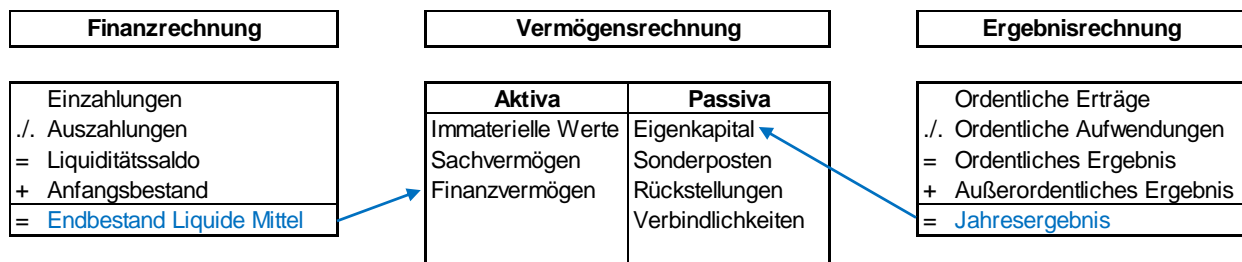 Finanzrechnung
Einzahlungen
./. Auszahlungen
= Liquiditätssaldo
+ Anfangsbestand
= Endbestand Liquide Mittel
Vermögensrechnung
Aktiva Passiva
Immaterielle Werte Eigenkapital
Sachvermögen Sonderposten
Finanzvermögen Rückstellungen
Verbindlichkeiten
Ergebnisrechnung
Ordentliche Erträge
./. Ordentliche Aufwendungen
= Ordentliches Ergebnis
+ Außerordentliches Ergebnis
= Jahresergebnis